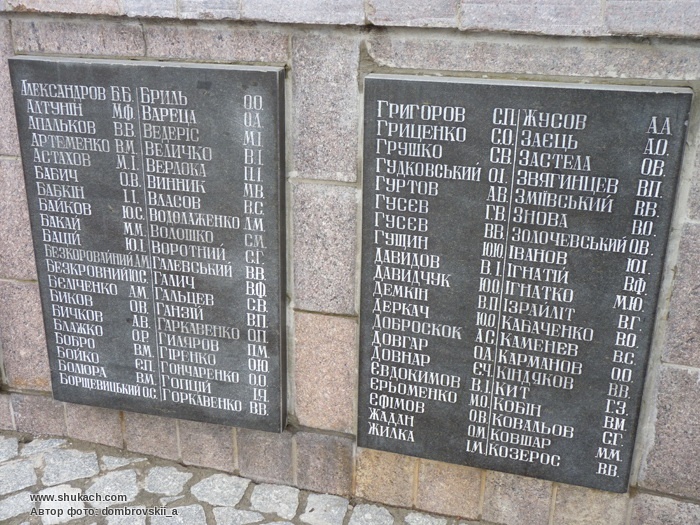 Александров Б.Б.
Алтунін М.Ф.
Апальков В.В.
Артеменко В.М.
Астахов М.І.
Бабич О.В.
Бабкін І.І.
Байков Ю.С.
Бакай М.М.
Бацій Ю.І.
Безкоровайний Д.М.
Безкровний Ю.С.
Бєліченко А.М.
Биков О.В.
Бичков А.В.
Блажко О.Р.
Бобро В.М.
Бойко Є.П.
Болюра В.М.
Борщевицький О.С.
Бриль О.О.
Вареца О.Д.
Ведеріс М.І.
Величко В.І.
Верлока П.І.
Винник М.В.
Власов В.С.
Водолаженко Д.М.
Волошко С.М.
Воротний С.Г.
Галевський В.В.
Галич В.Ф.
Гальцев С.В.
Ганзій В.П.
Гаркавенко О.П.
Гиляров П.М.
Гіренко О.Ю.
Гончаренко О.О.
Гопцій І.Я.
Горкавенко В.В.
Григоров С.П.
Гриценко С.О.
Грушко С.В.
Гудковський О.І.
Гуртов А.В.
Гусєв Г.В.
Гусєв В.В.
Гущин Ю.Ю.
Давидов В.І.
Давидчук Ю.О.
Демкін В.П.
Деркач Ю.О.
Доброскок А.С.
Довгар О.А.
Довнар Є.Ч.
Євдокимов В.І.
Єрьоменко М.О.
Єфімов О.В.
Жадан О.М.
Жилка І.М.
Жусов А.А.
Заєць А.О.
Застела О.В.
Звягинцев В.П.
Зміївський В.В.
Знова В.О.
Золочевський О.В.
Іванов Ю.І.
Ігнатій В.Ф.
Ігнатко М.Ю.
Ізраїліт В.Г.
Кабаченко В.О.
Каменев В.С.
Карманов О.О.
Кіндяков В.В.
Кит Г.З.
Кобін В.М.
Ковальов С.Г.
Ковшар М.М.
Козерос В.В.
www.shukach.com
Автор фото: dombrovskii_a